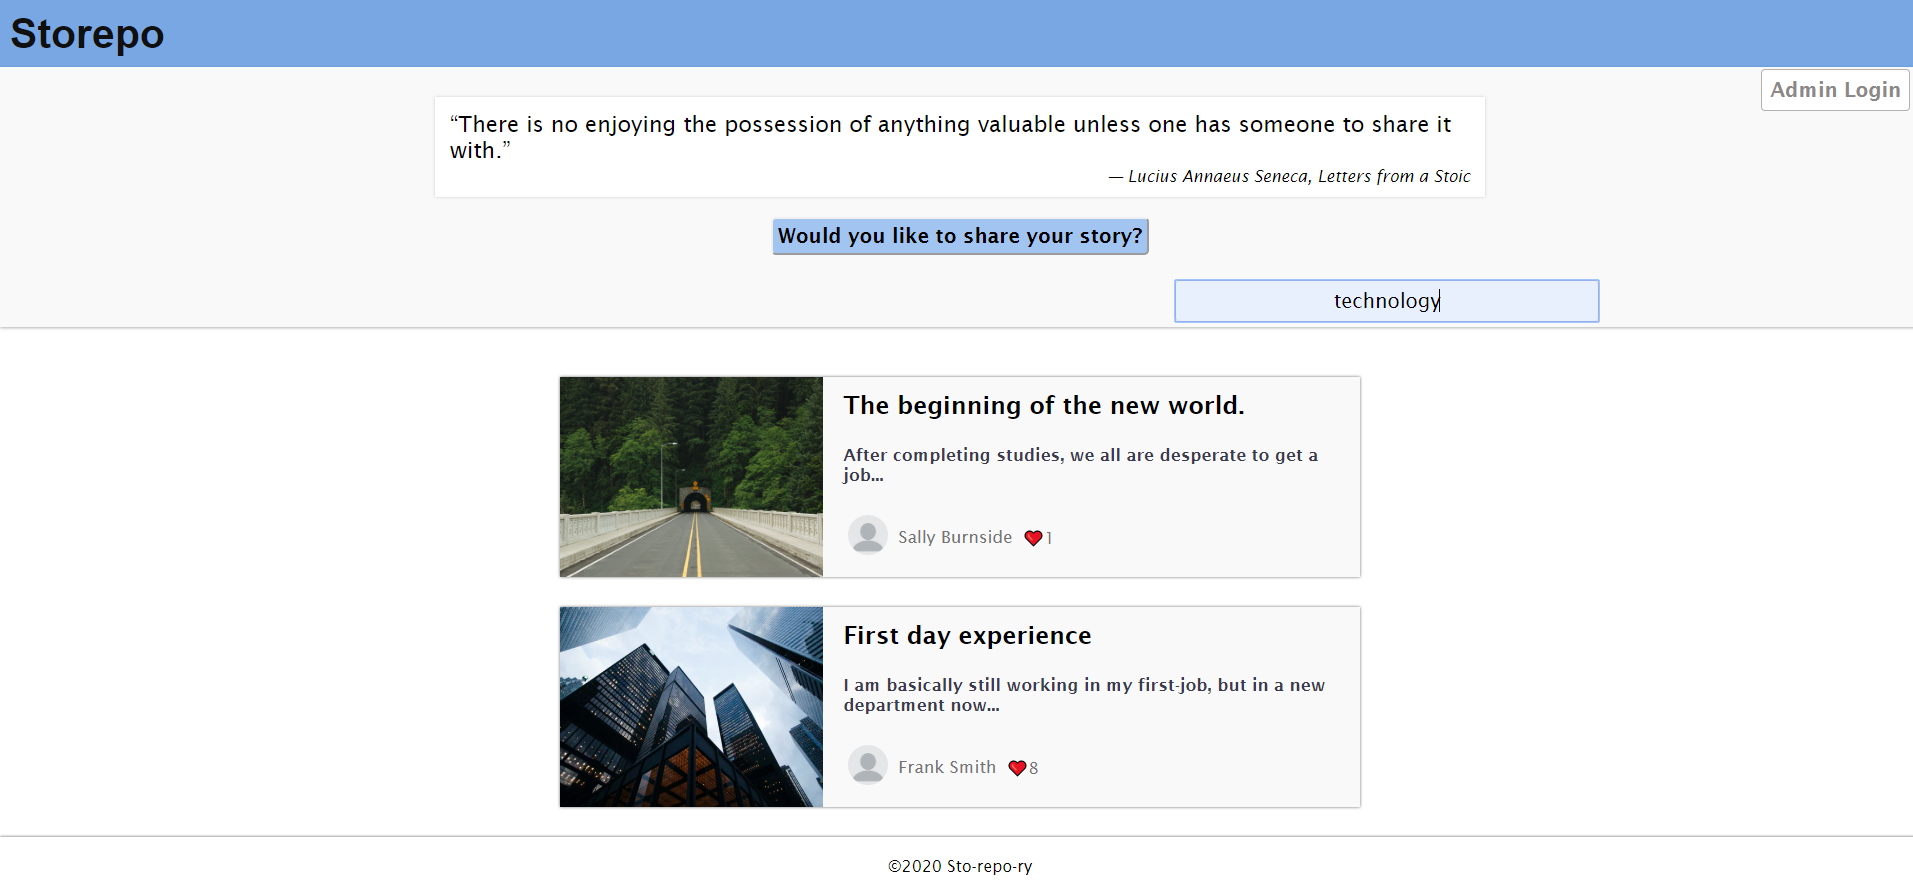 Storepo
Admin Login
“There is no enjoying the possession of anything valuable unless one has someone to share it
with.”
— Lucius Annaeus Seneca, Letters from a Stoic
Would you like to share your story?
technology
The beginning of the new world.
After completing studies, we all are desperate to get a
job...
Sally Burnside 1
First day experience
I am basically still working in my first-job, but in a new
department now...
Frank Smith 8
©2020 Sto-repo-ry